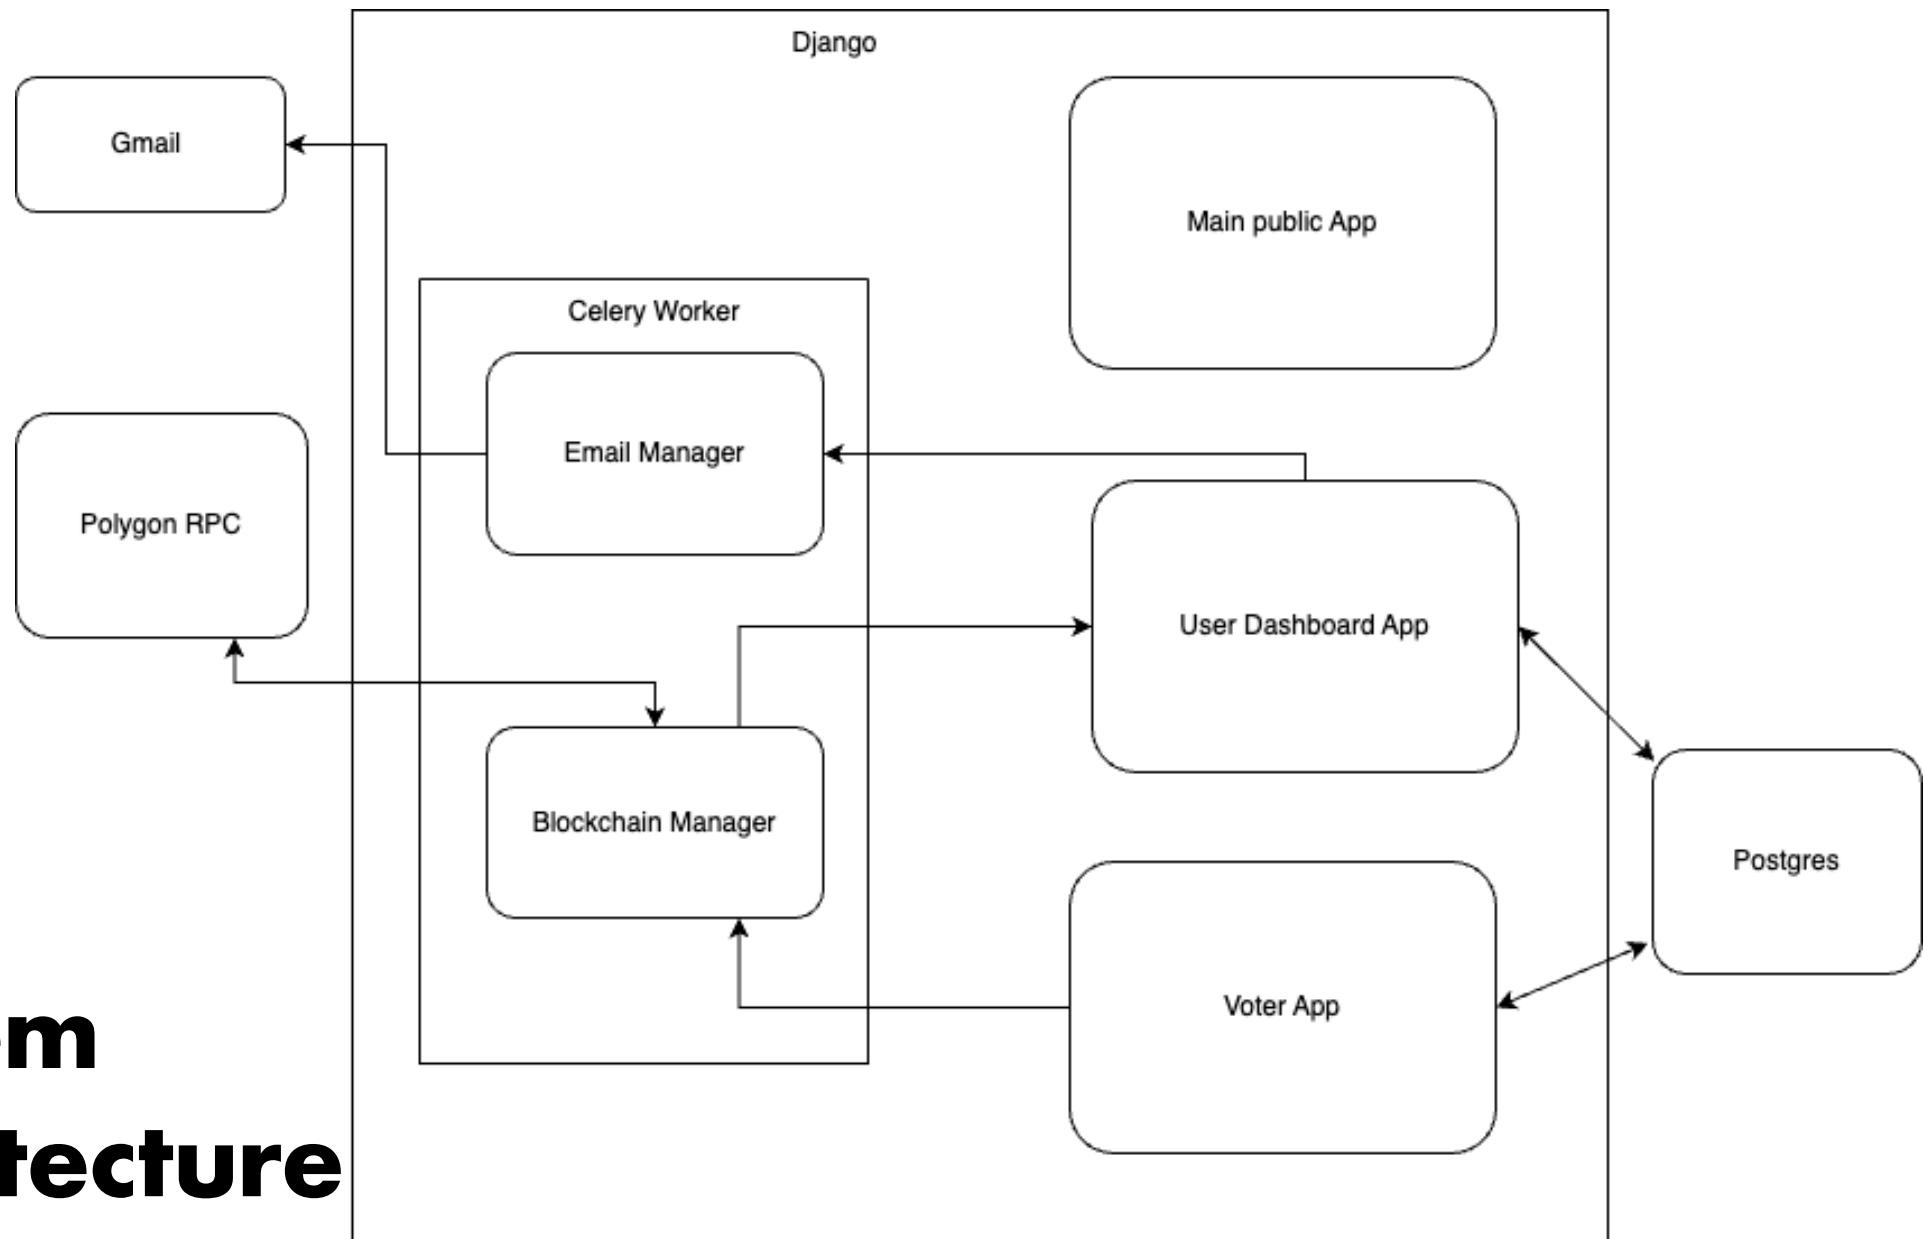 Django
Gmail
Main public App
Celery Worker
Email Manager
Polygon RPC
User Dashboard App
Blockchain Manager
Postgres
Voter App
em
tecture